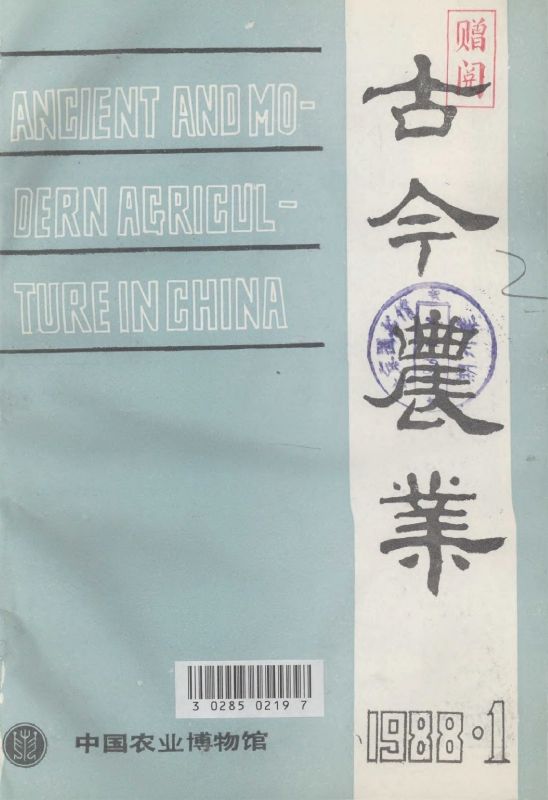 赠
阅
ANCIENT AND MO-
DERN AGRICUL-
TURE IN CHINA
古今農業
3 0285 0219 7
中国农业博物馆
1988·1